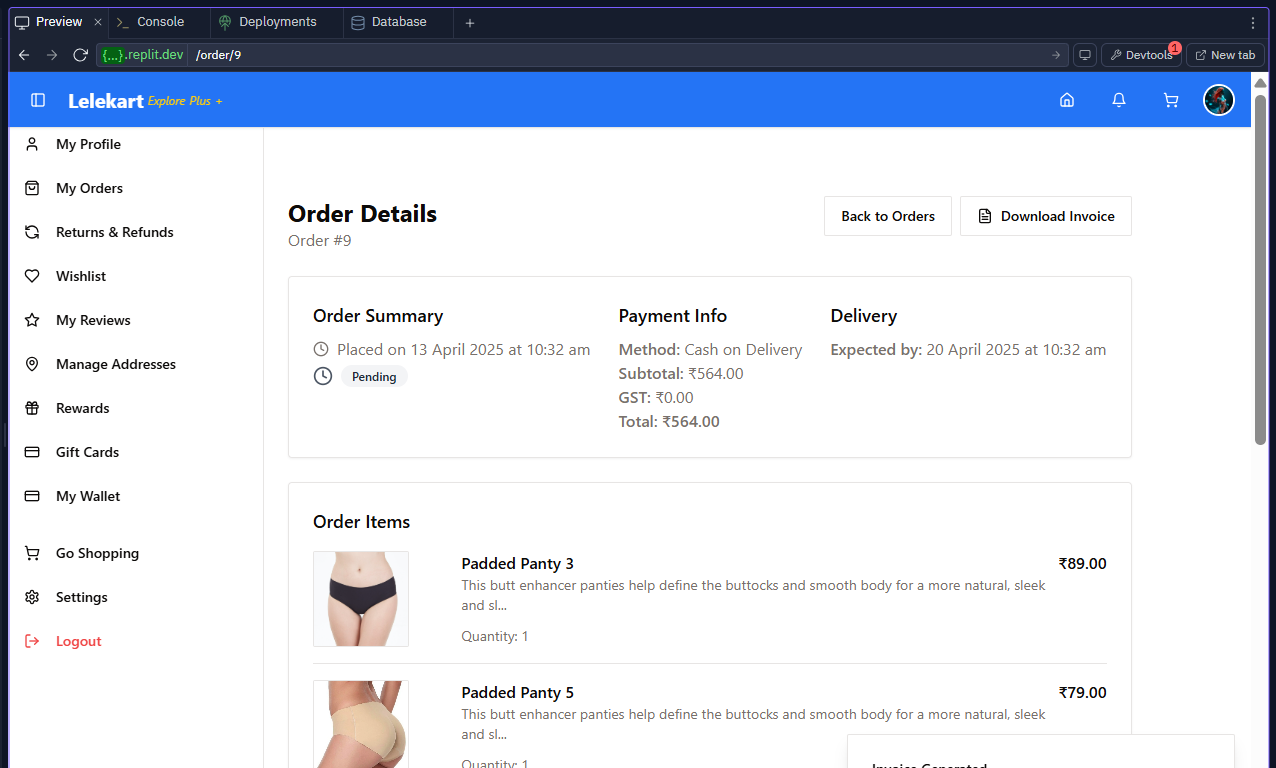 Preview
Console
Deployments
Database
{...}.replit.dev /order/9
Devtools 1
New tab
Lelekart Explore Plus +
My Profile
My Orders
Returns & Refunds
Wishlist
My Reviews
Manage Addresses
Rewards
Gift Cards
My Wallet
Go Shopping
Settings
Logout
Order Details
Order #9
Back to Orders
Download Invoice
Order Summary
Placed on 13 April 2025 at 10:32 am
Pending
Payment Info
Method: Cash on Delivery
Subtotal: ₹564.00
GST: ₹0.00
Total: ₹564.00
Delivery
Expected by: 20 April 2025 at 10:32 am
Order Items
Padded Panty 3 ₹89.00
This butt enhancer panties help define the buttocks and smooth body for a more natural, sleek
and sl...
Quantity: 1
Padded Panty 5 ₹79.00
This butt enhancer panties help define the buttocks and smooth body for a more natural, sleek
and sl...
Quantity: 1
Invoice Generated